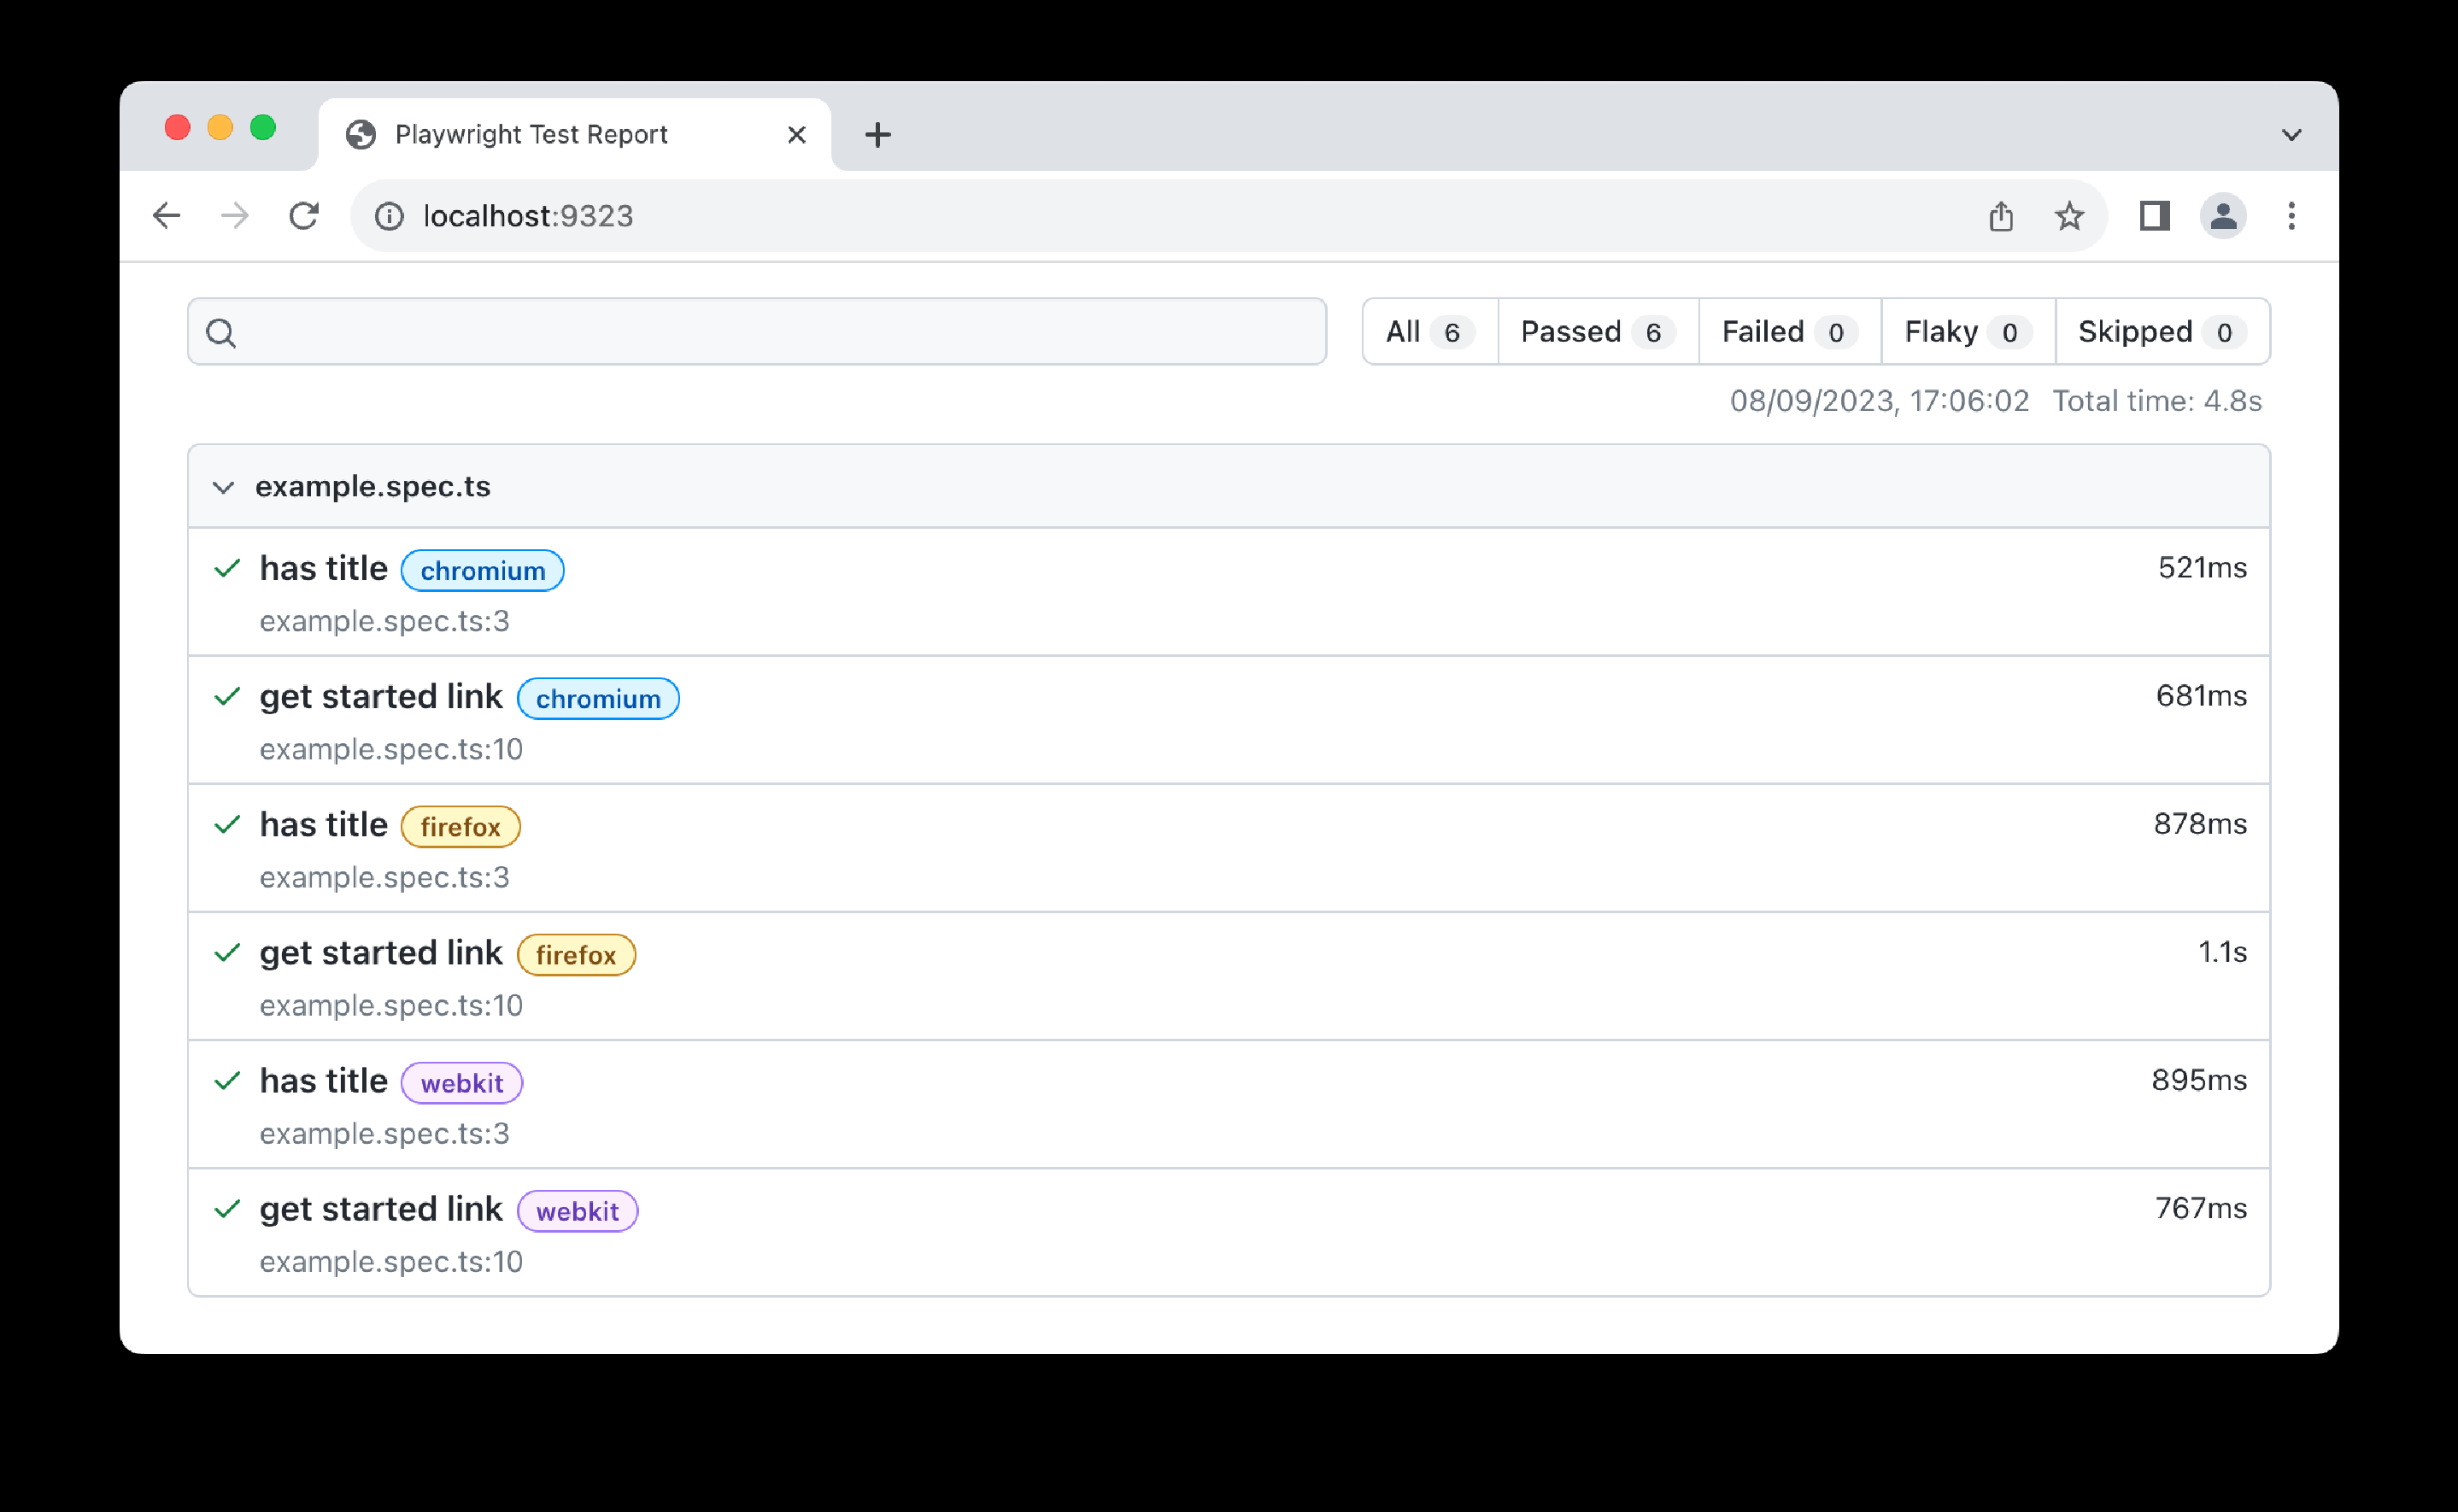 Playwright Test Report
localhost:9323
All 6 Passed 6 Failed 0 Flaky 0 Skipped 0
08/09/2023, 17:06:02 Total time: 4.8s
example.spec.ts
has title chromium 521ms
example.spec.ts:3
get started link chromium 681ms
example.spec.ts:10
has title firefox 878ms
example.spec.ts:3
get started link firefox 1.1s
example.spec.ts:10
has title webkit 895ms
example.spec.ts:3
get started link webkit 767ms
example.spec.ts:10